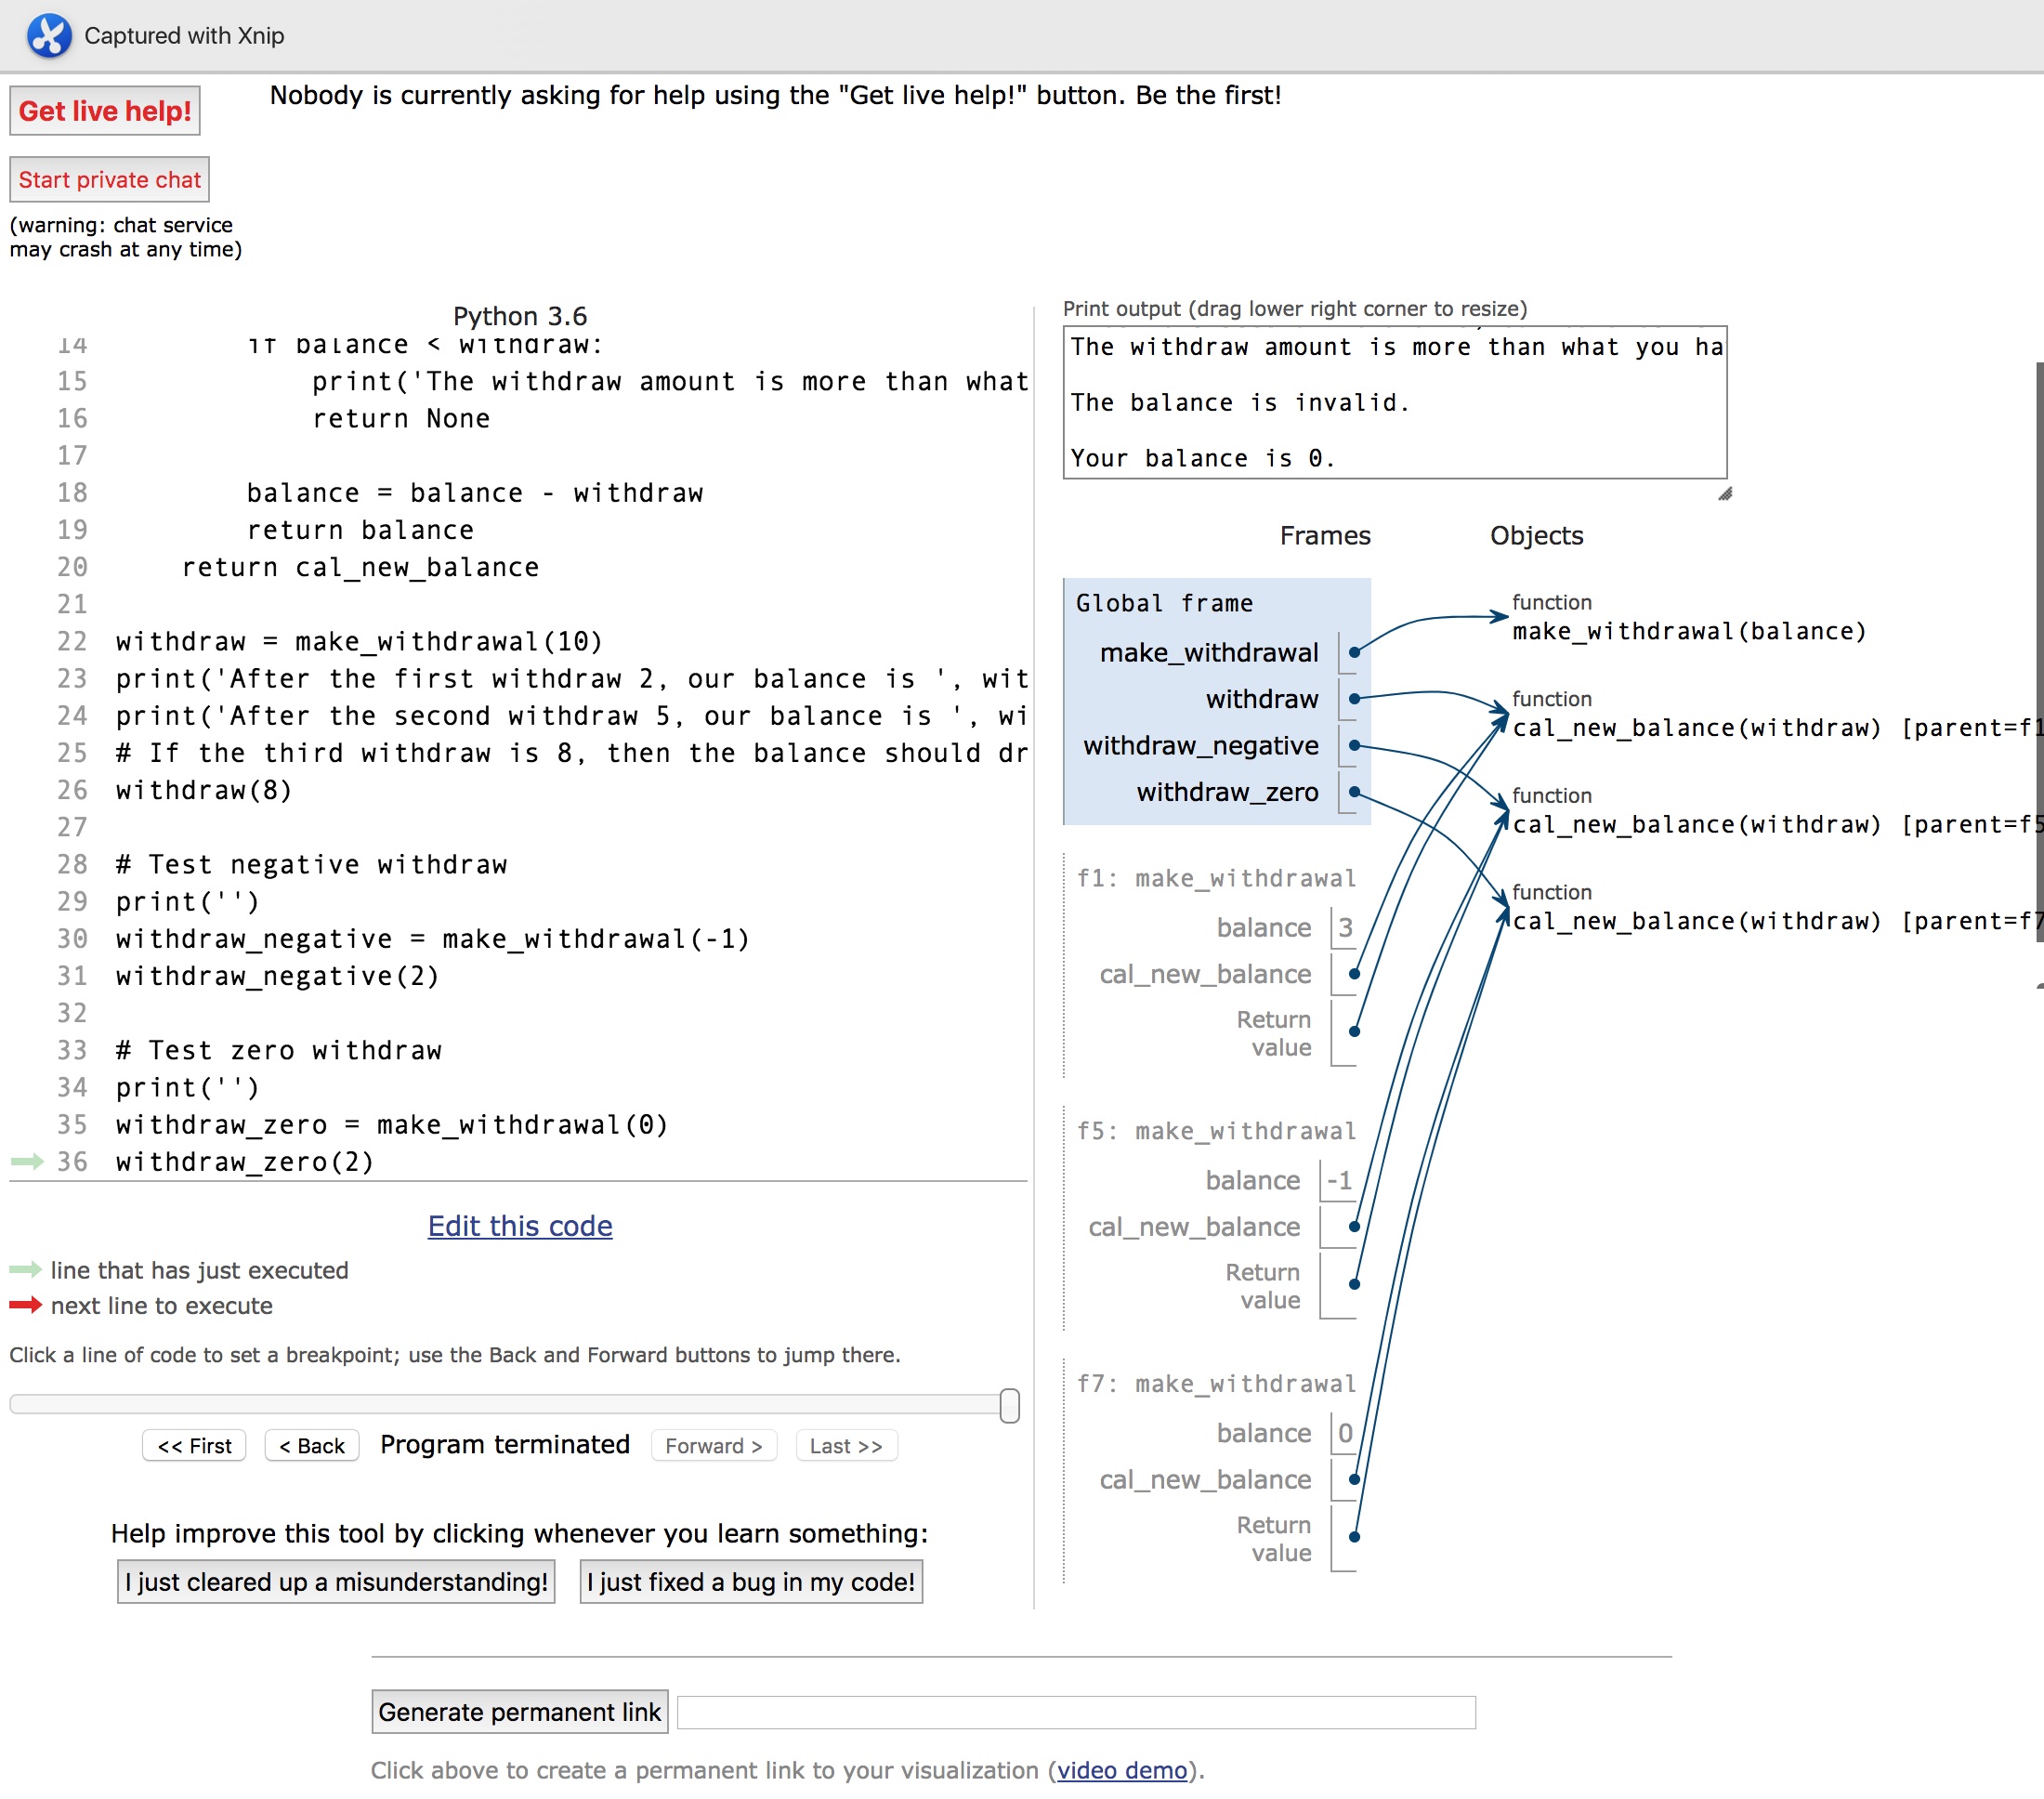 Captured with Xnip
Get live help!
Nobody is currently asking for help using the "Get live help!" button. Be the first!
Start private chat
(warning: chat service
may crash at any time)
Python 3.6
14 if balance < withdraw:
15 print('The withdraw amount is more than what
16 return None
17
18 balance = balance - withdraw
19 return balance
20 return cal_new_balance
21
22 withdraw = make_withdrawal(10)
23 print('After the first withdraw 2, our balance is ', wit
24 print('After the second withdraw 5, our balance is ', wi
25 # If the third withdraw is 8, then the balance should dr
26 withdraw(8)
27
28 # Test negative withdraw
29 print('')
30 withdraw_negative = make_withdrawal(-1)
31 withdraw_negative(2)
32
33 # Test zero withdraw
34 print('')
35 withdraw_zero = make_withdrawal(0)
36 withdraw_zero(2)
Edit this code
line that has just executed
next line to execute
Click a line of code to set a breakpoint; use the Back and Forward buttons to jump there.
<< First
< Back
Program terminated
Forward >
Last >>
Help improve this tool by clicking whenever you learn something:
I just cleared up a misunderstanding!
I just fixed a bug in my code!
Print output (drag lower right corner to resize)
The withdraw amount is more than what you ha
The balance is invalid.
Your balance is 0.
Frames
Objects
Global frame
make_withdrawal
withdraw
withdraw_negative
withdraw_zero
function
make_withdrawal(balance)
function
cal_new_balance(withdraw) [parent=f1
function
cal_new_balance(withdraw) [parent=f5
function
cal_new_balance(withdraw) [parent=f7
f1: make_withdrawal
balance 3
cal_new_balance
Return
value
f5: make_withdrawal
balance -1
cal_new_balance
Return
value
f7: make_withdrawal
balance 0
cal_new_balance
Return
value
Generate permanent link
Click above to create a permanent link to your visualization (video demo).